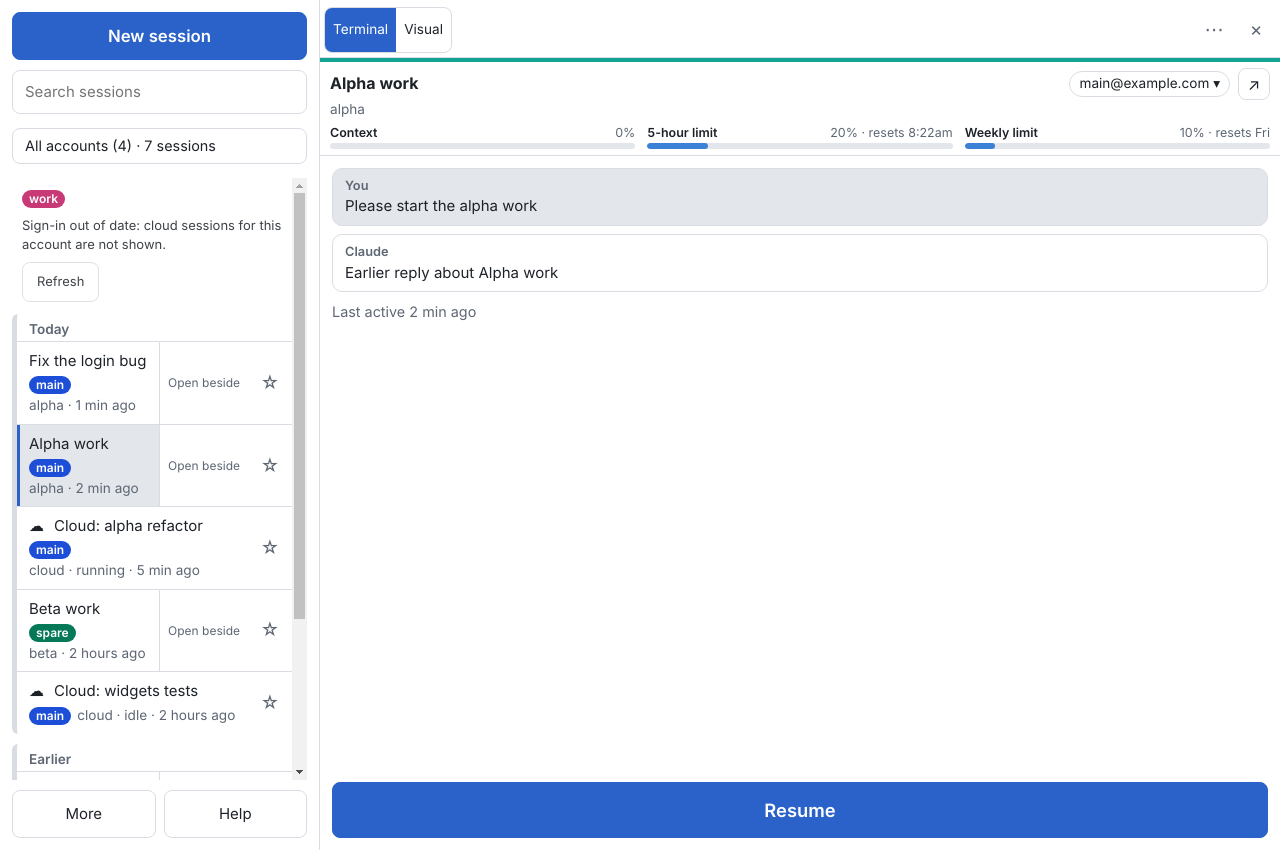 New session
Search sessions
All accounts (4) · 7 sessions
work
Sign-in out of date: cloud sessions for this
account are not shown.
Refresh
Today
Fix the login bug
main
alpha · 1 min ago
Open beside
Alpha work
main
alpha · 2 min ago
Open beside
Cloud: alpha refactor
main
cloud · running · 5 min ago
Beta work
spare
beta · 2 hours ago
Open beside
Cloud: widgets tests
main cloud · idle · 2 hours ago
Earlier
More
Help
Terminal
Visual
Alpha work
main@example.com ▾
alpha
Context 0%
5-hour limit 20% · resets 8:22am
Weekly limit 10% · resets Fri
You
Please start the alpha work
Claude
Earlier reply about Alpha work
Last active 2 min ago
Resume